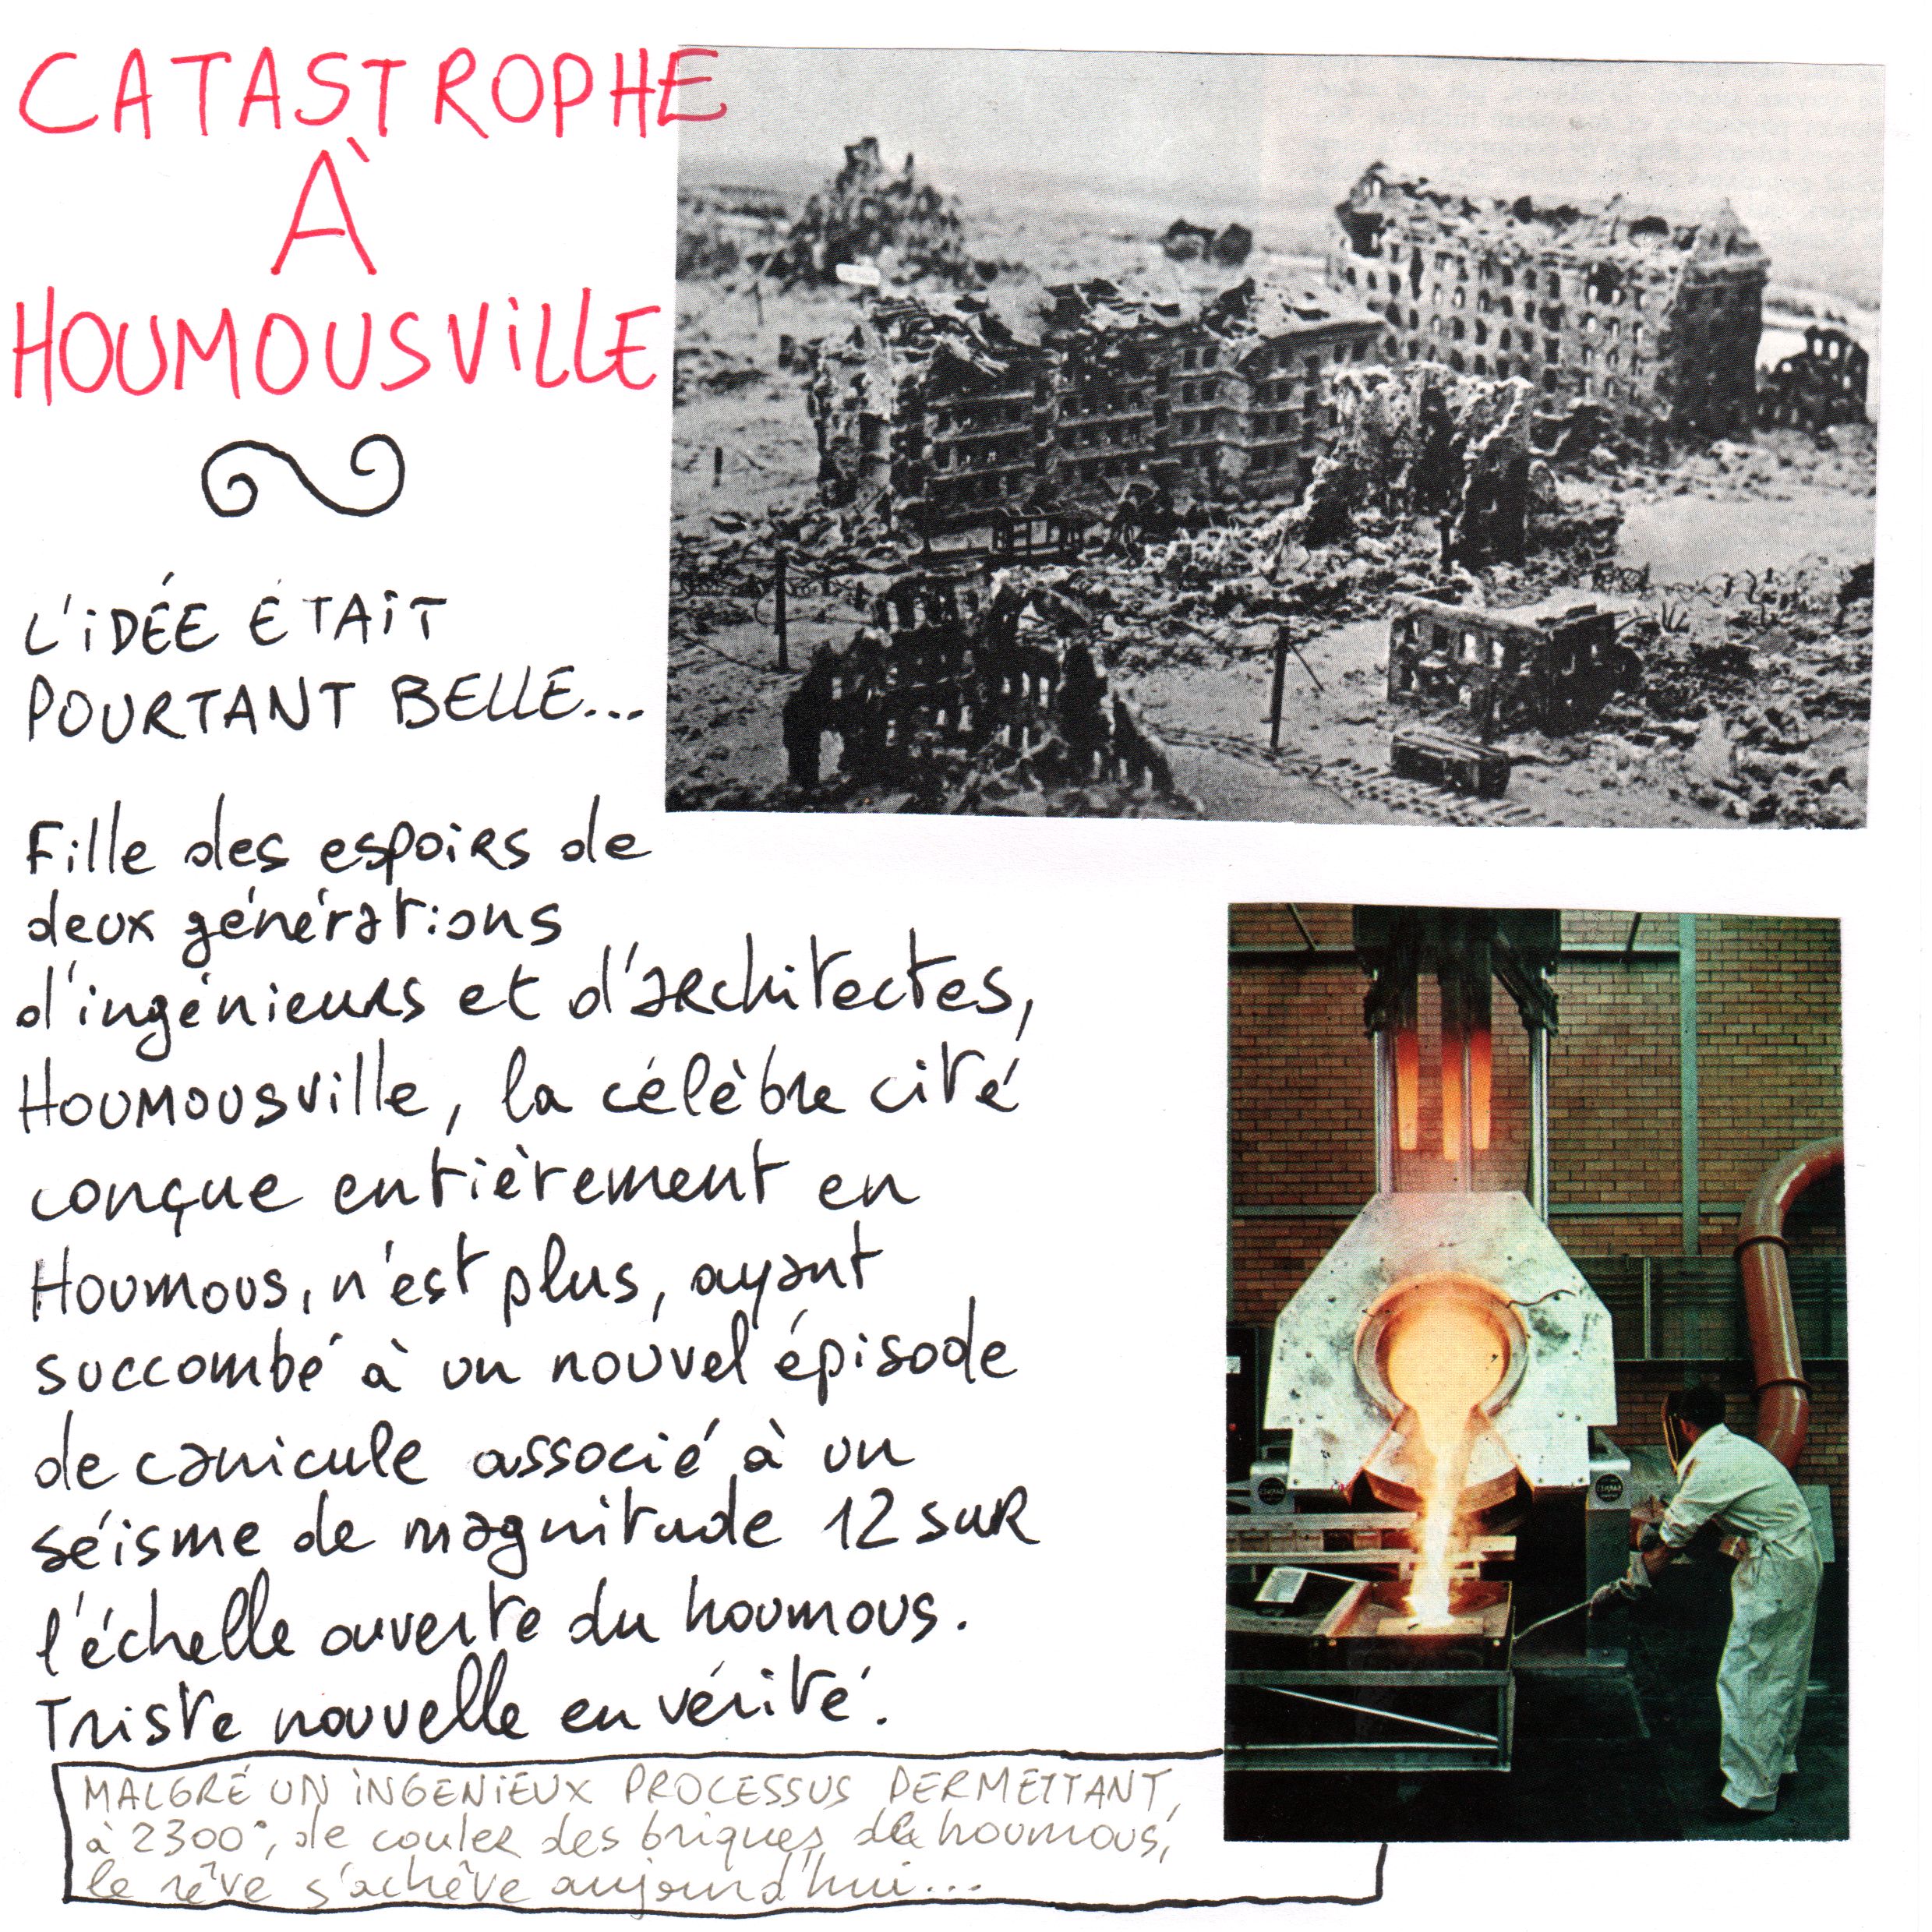 CATASTROPHE
À
HOUMOUSViLLE
L'iDÉE ÉTAiT
POURTANT BELLE...
Fille des espoirs de
deux générations
d'ingénieurs et d'architectes,
Houmousville, la célèbre cité
conçue entièrement en
Houmous, n'est plus, ayant
succombé à un nouvel épisode
de canicule associé à un
séisme de magnitude 12 sur
l'échelle ouverte du houmous.
Triste nouvelle en vérité.
MALGRÉ UN iNGENiEUX PROCESSUS PERMETTANT,
à 2300°, de couler des briques de houmous,
le rêve s'achêve aujourd'hui...